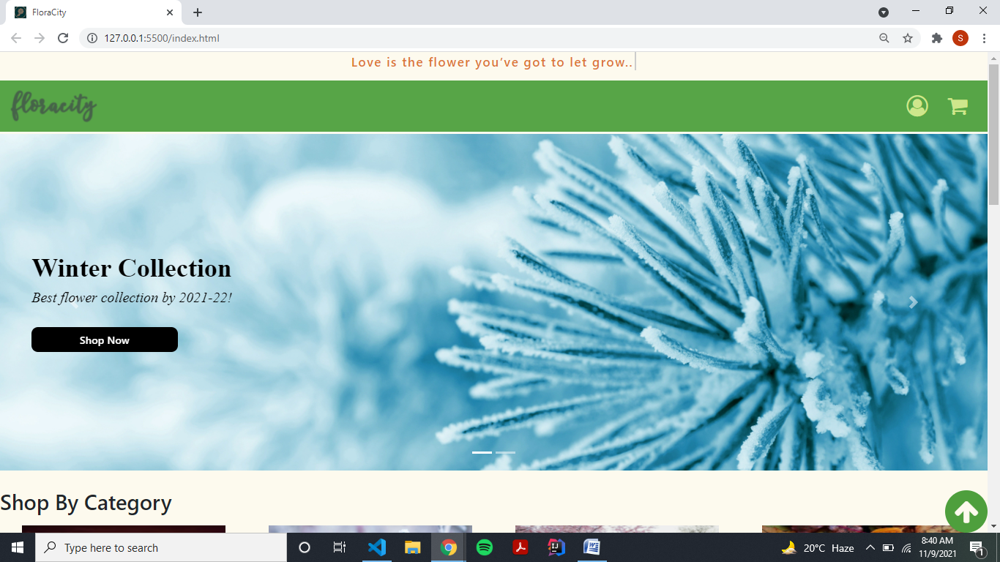 FloraCity
127.0.0.1:5500/index.html
S
Love is the flower you’ve got to let grow..
floracity
Winter Collection
Best flower collection by 2021-22!
Shop Now
Shop By Category
Type here to search
20°C Haze
8:40 AM
11/9/2021
1